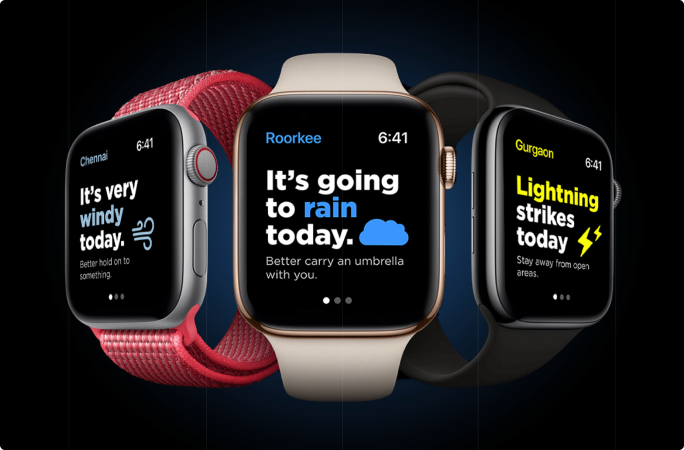 Chennai
6:41
It's very
windy
today.
Better hold on to
something.
Roorkee
6:41
It's going
to rain
today.
Better carry an umbrella
with you.
Gurgaon
6:41
Lightning
strikes
today
Stay away from open
areas.